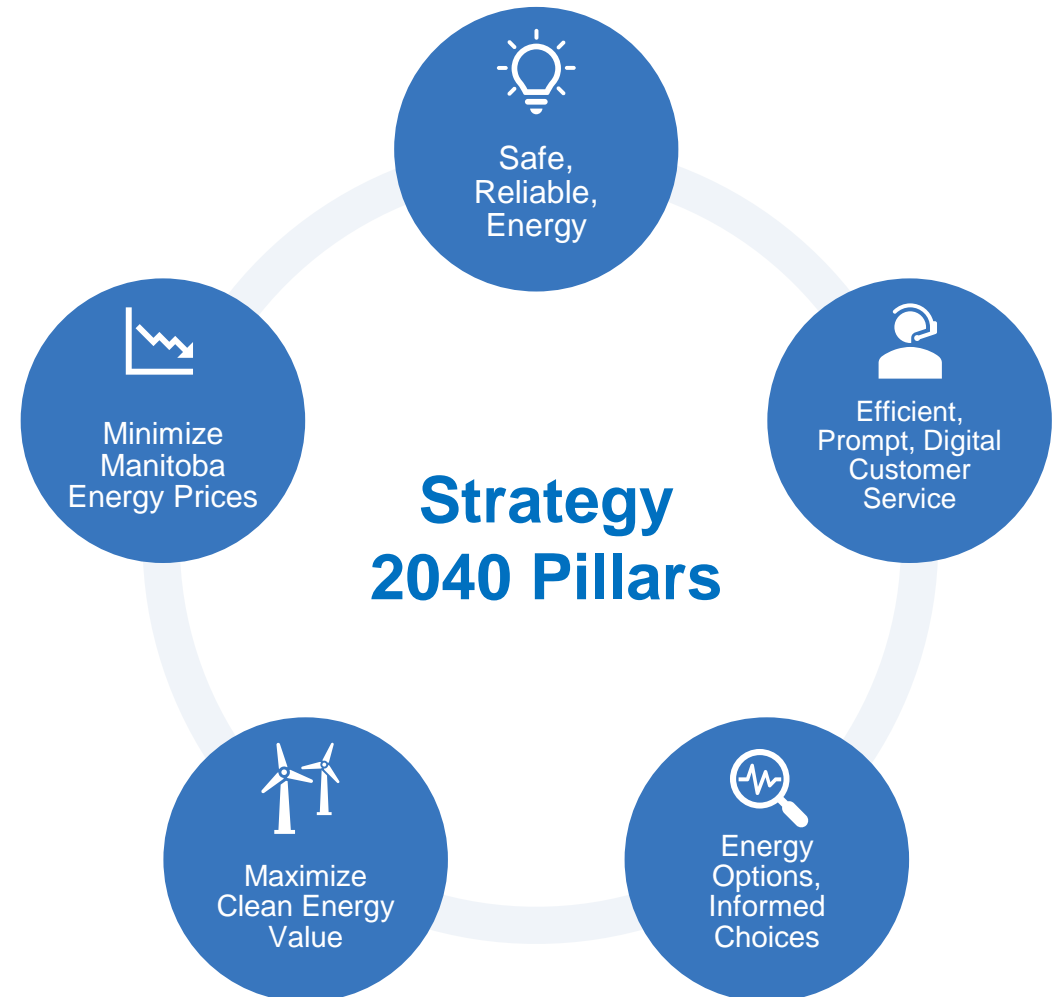 Safe,
Reliable,
Energy
Efficient,
Prompt, Digital
Customer
Service
Energy
Options,
Informed
Choices
Maximize
Clean Energy
Value
Minimize
Manitoba
Energy Prices
Strategy
2040 Pillars